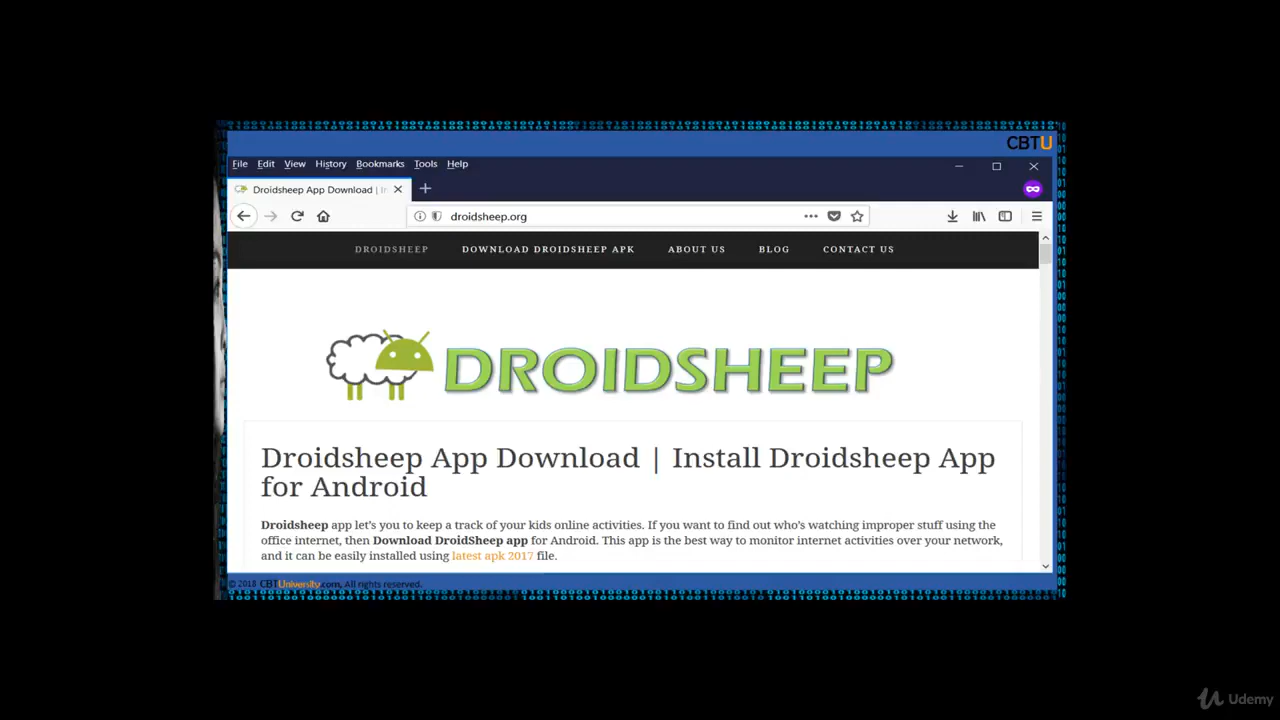 CBTU
File Edit View History Bookmarks Tools Help
Droidsheep App Download | In
droidsheep.org
DROIDSHEEP DOWNLOAD DROIDSHEEP APK ABOUT US BLOG CONTACT US
DROIDSHEEP
Droidsheep App Download | Install Droidsheep App
for Android
Droidsheep app let's you to keep a track of your kids online activities. If you want to find out who's watching improper stuff using the
office internet, then Download DroidSheep app for Android. This app is the best way to monitor internet activities over your network,
and it can be easily installed using latest apk 2017 file.
© 2018 CBTUniversity.com, All rights reserved.
Udemy